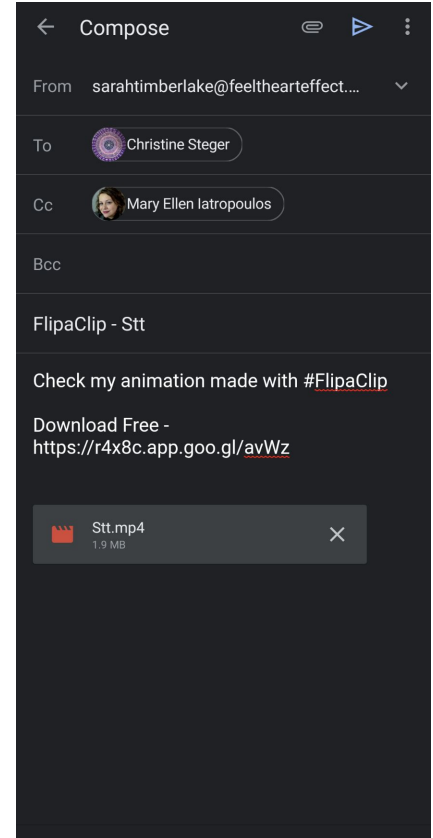 Compose
From sarahtimberlake@feelthearteffect....
To Christine Steger
Cc Mary Ellen Iatropoulos
Bcc
FlipaClip - Stt
Check my animation made with #FlipaClip
Download Free -
https://r4x8c.app.goo.gl/avWz
Stt.mp4
1.9 MB